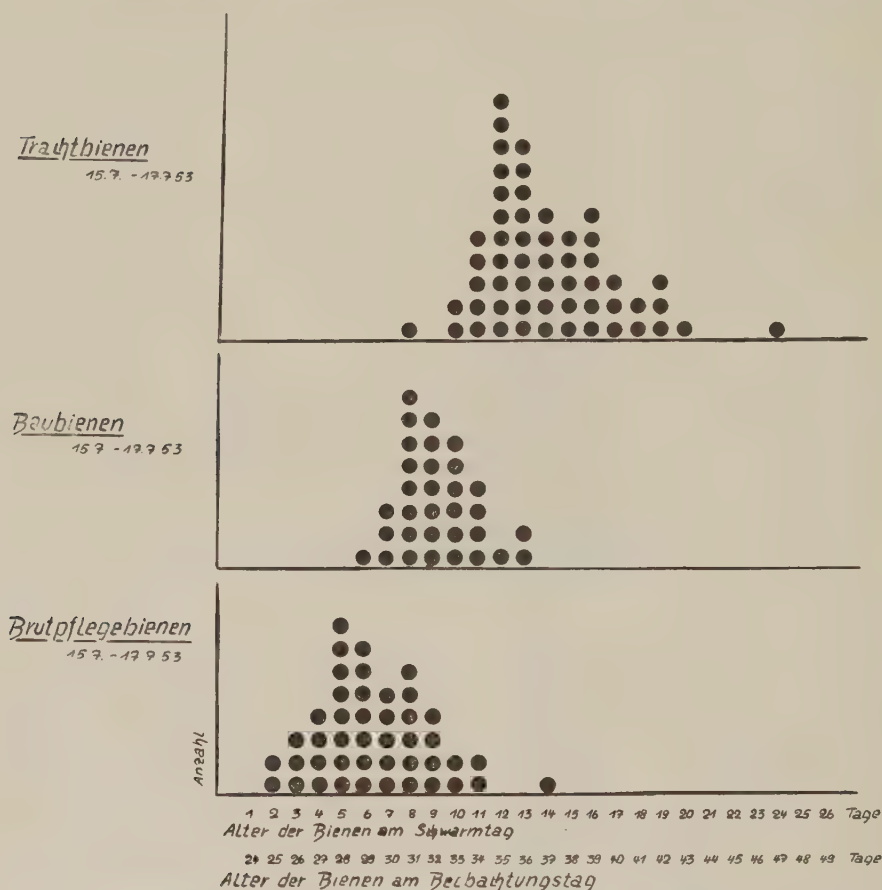 Trachtbienen
15.7. - 17.7 53
Baubienen
15 7 - 17.7 53
Brutpflegebienen
15 7. - 17 7 53
Anzahl
1 2 3 4 5 6 7 8 9 10 11 12 13 14 15 16 17 18 19 20 21 22 23 24 25 26 Tage
Alter der Bienen am Schwarmtag
24 25 26 27 28 29 30 31 32 33 34 35 36 37 38 39 40 41 42 43 44 45 46 47 48 49 Tage
Alter der Bienen am Beobachtungstag